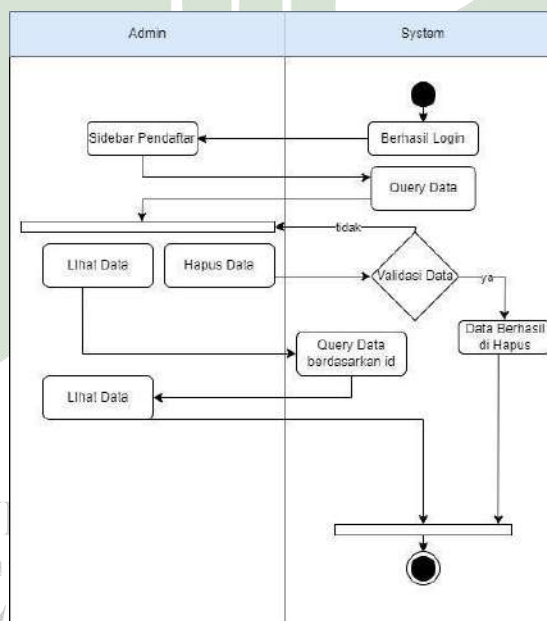 Admin
System
Berhasil Login
Sidebar Pendaftar
Query Data
tidak
Lihat Data
Hapus Data
Validasi Data
ya
Data Berhasil
di Hapus
Query Data
berdasarkan id
Lihat Data